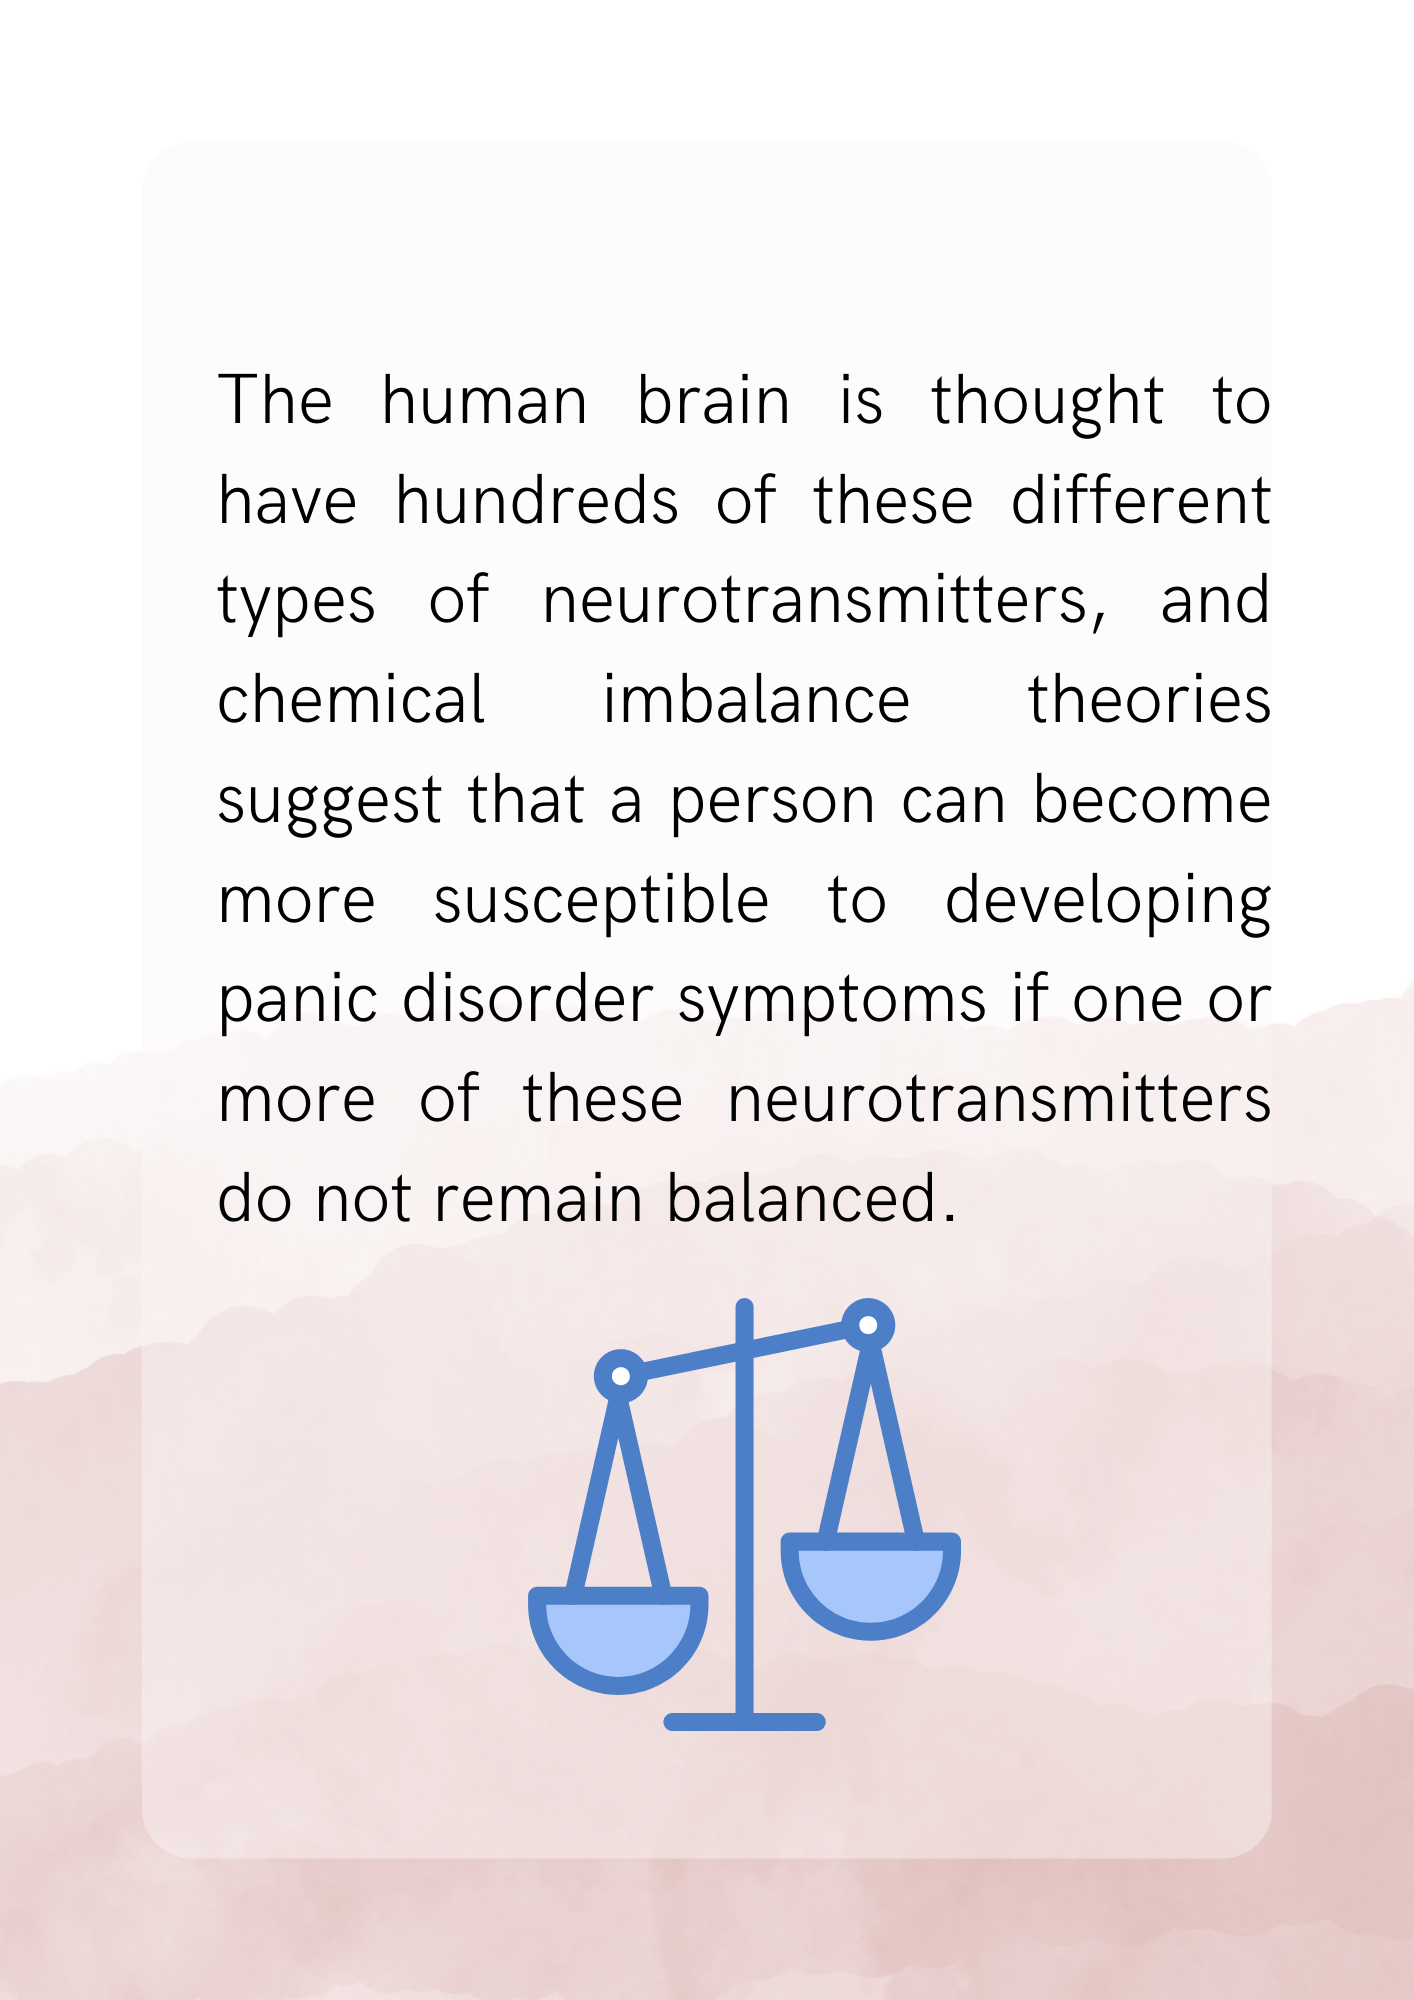 The human brain is thought to
have hundreds of these different
types of neurotransmitters, and
chemical imbalance theories
suggest that a person can become
more susceptible to developing
panic disorder symptoms if one or
more of these neurotransmitters
do not remain balanced.